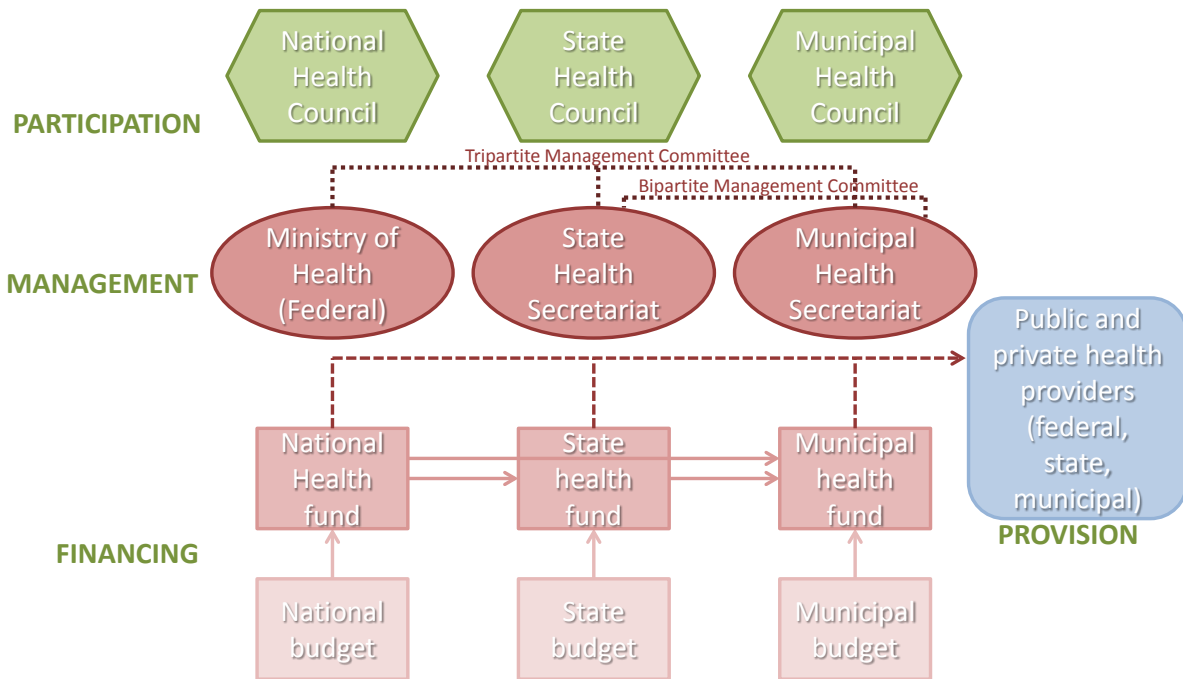 National
Health
Council
State
Health
Council
Municipal
Health
Council
PARTICIPATION
Tripartite Management Committee
Bipartite Management Committee
Ministry of
Health
(Federal)
State
Health
Secretariat
Municipal
Health
Secretariat
MANAGEMENT
Public and
private health
providers
(federal,
state,
municipal)
PROVISION
National
Health
fund
State
health
fund
Municipal
health
fund
FINANCING
National
budget
State
budget
Municipal
budget